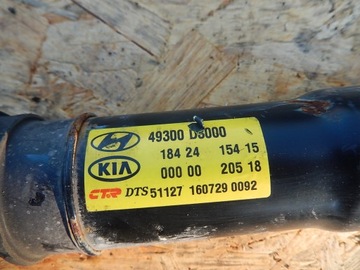 49300 D3000
184 24 154 15
KIA 000 00 205 18
CTR DTS 51127 160729 0092